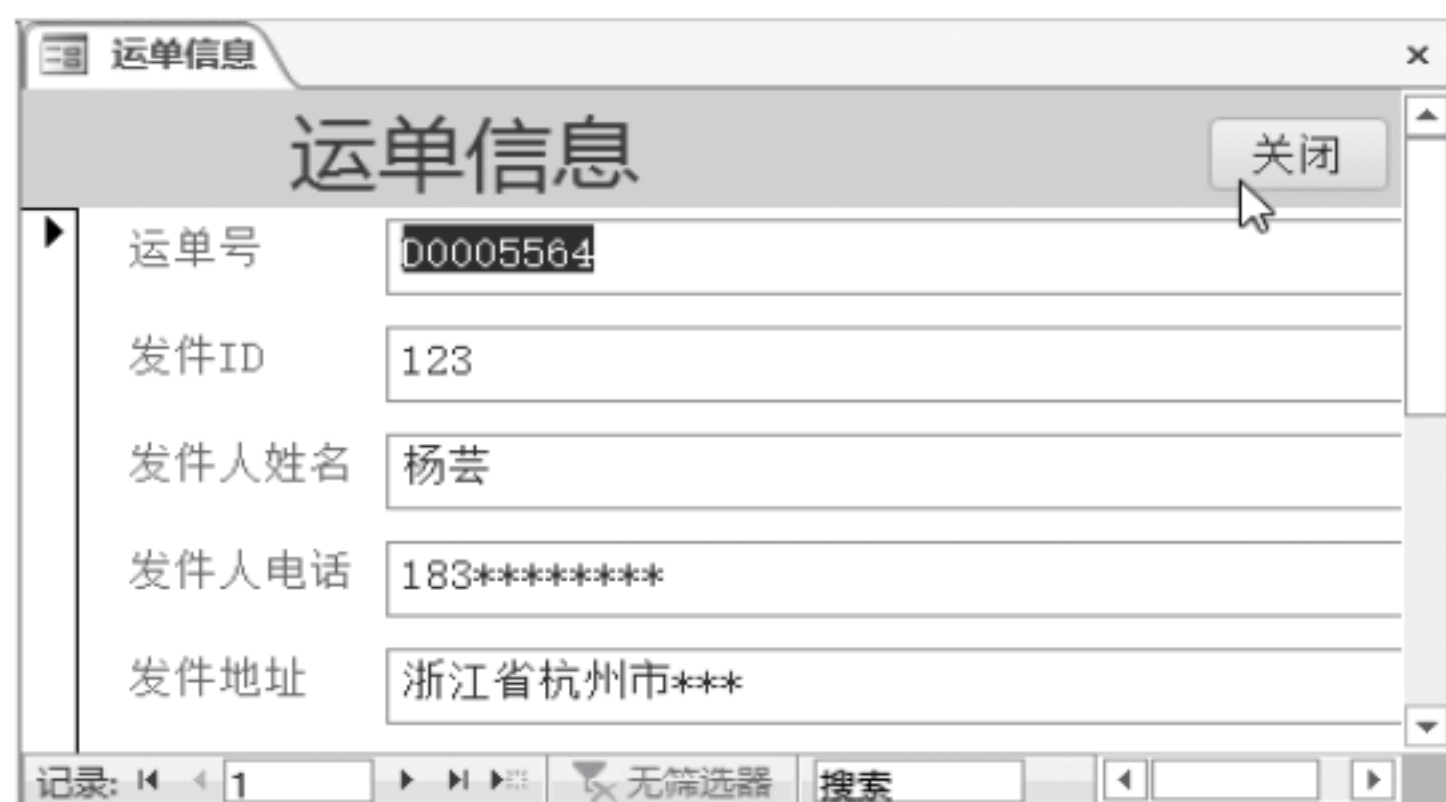 运单信息
运单信息 关闭
运单号 D0005564
发件ID 123
发件人姓名 杨芸
发件人电话 183********
发件地址 浙江省杭州市***
记录: 1 无筛选器 搜索